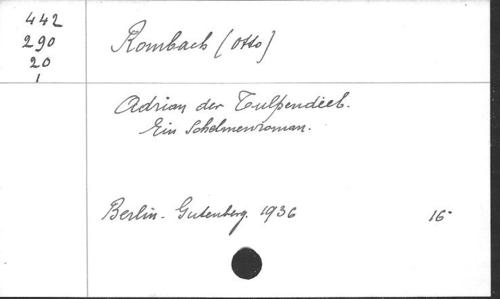 442
290
20
1
Rombach (Otto)
Adrian der Tulpendieb.
Ein Schelmenroman.
Berlin. Gutenberg. 1936 16-